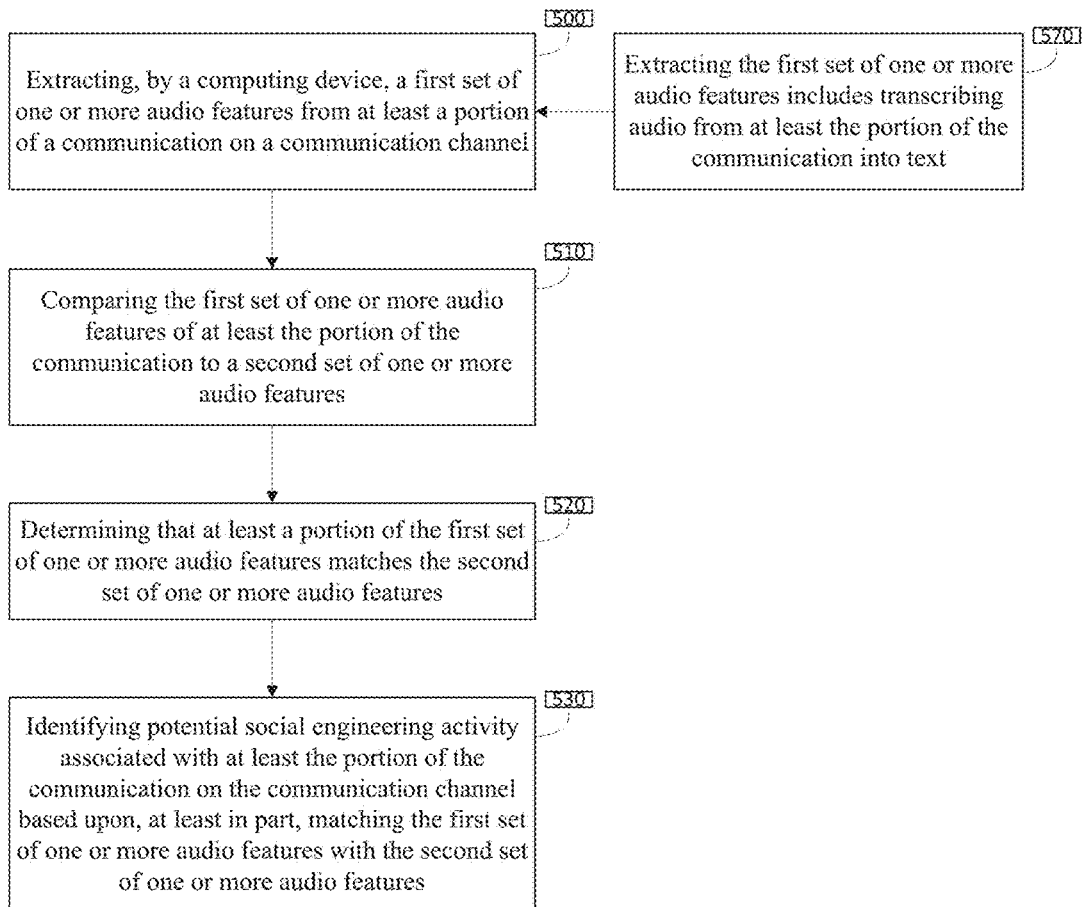 500
Extracting, by a computing device, a first set of
one or more audio features from at least a portion
of a communication on a communication channel
570
Extracting the first set of one or more
audio features includes transcribing
audio from at least the portion of the
communication into text
510
Comparing the first set of one or more audio
features of at least the portion of the
communication to a second set of one or more
audio features
520
Determining that at least a portion of the first set
of one or more audio features matches the second
set of one or more audio features
530
Identifying potential social engineering activity
associated with at least the portion of the
communication on the communication channel
based upon, at least in part, matching the first set
of one or more audio features with the second set
of one or more audio features